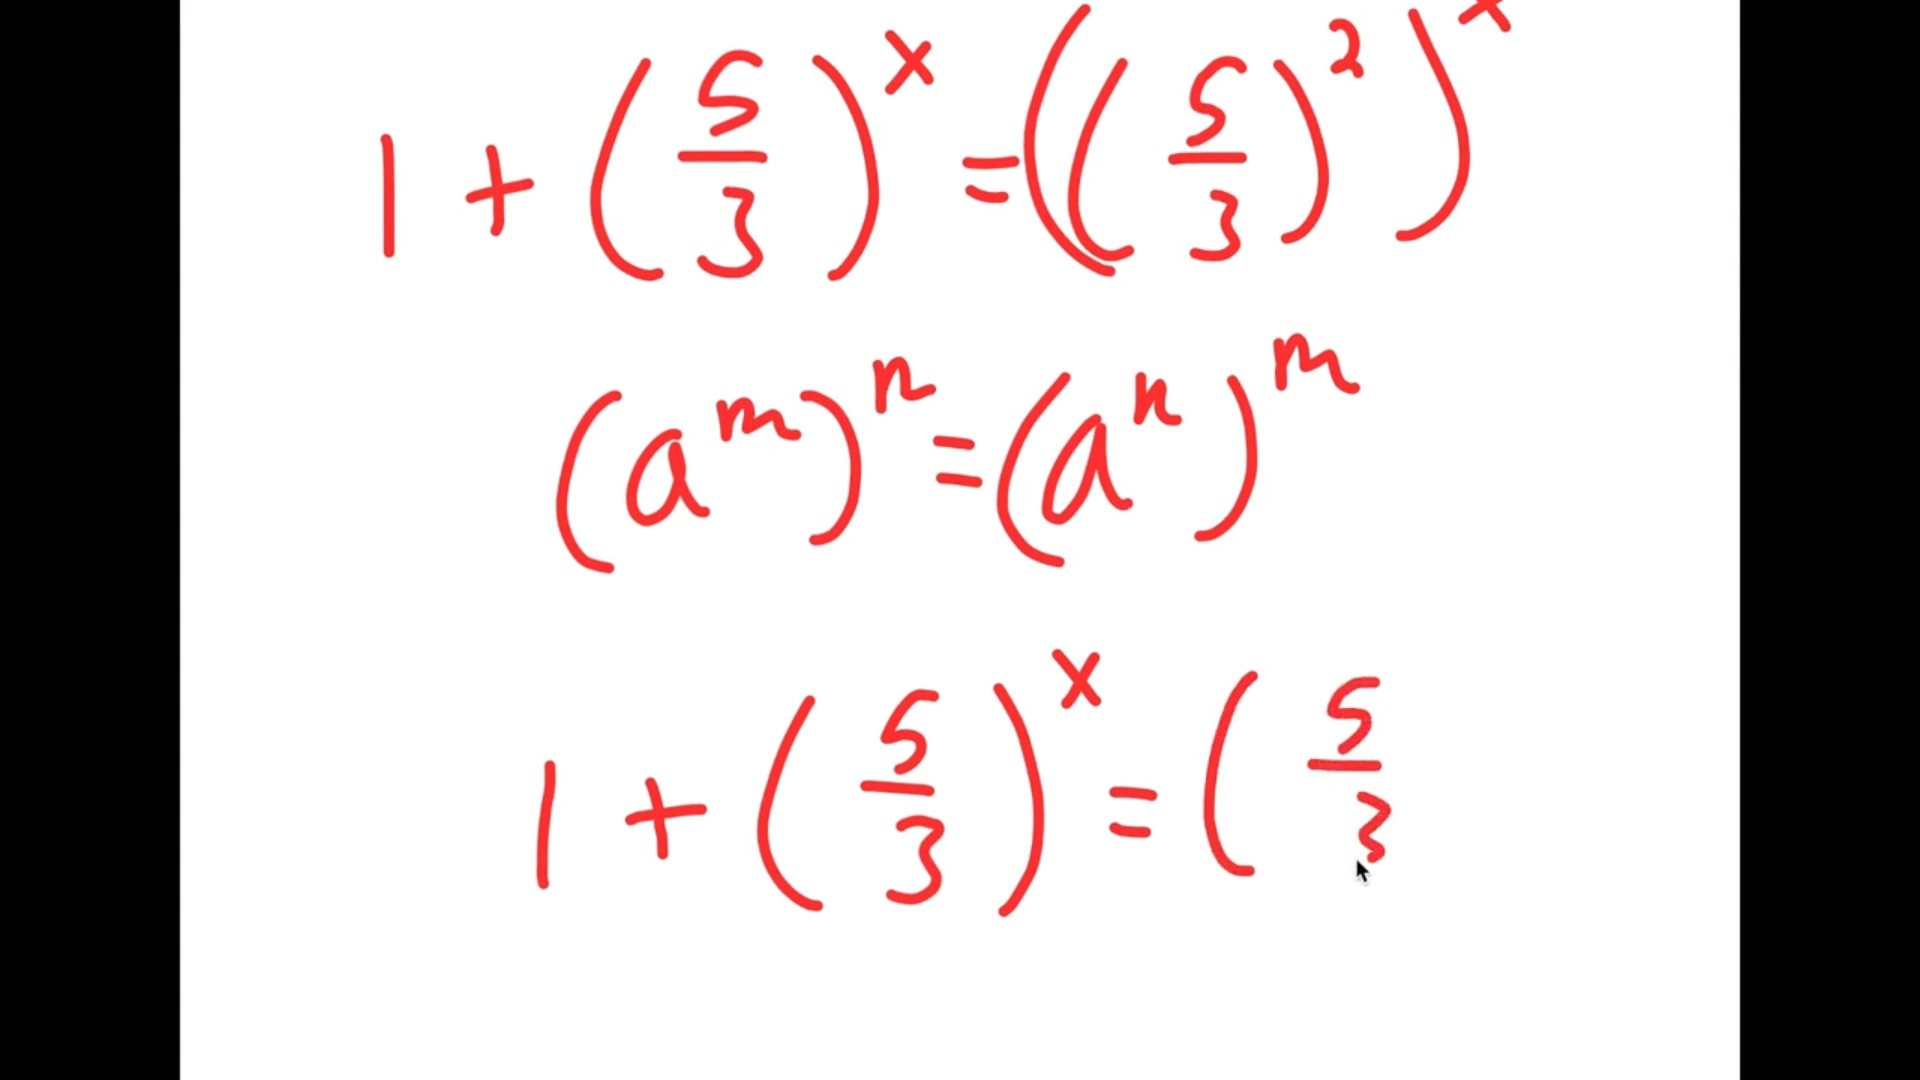 1 + (5/3)^x = ((5/3)^2)^x
(a^m)^n = (a^n)^m
1 + (5/3)^x = (5/3